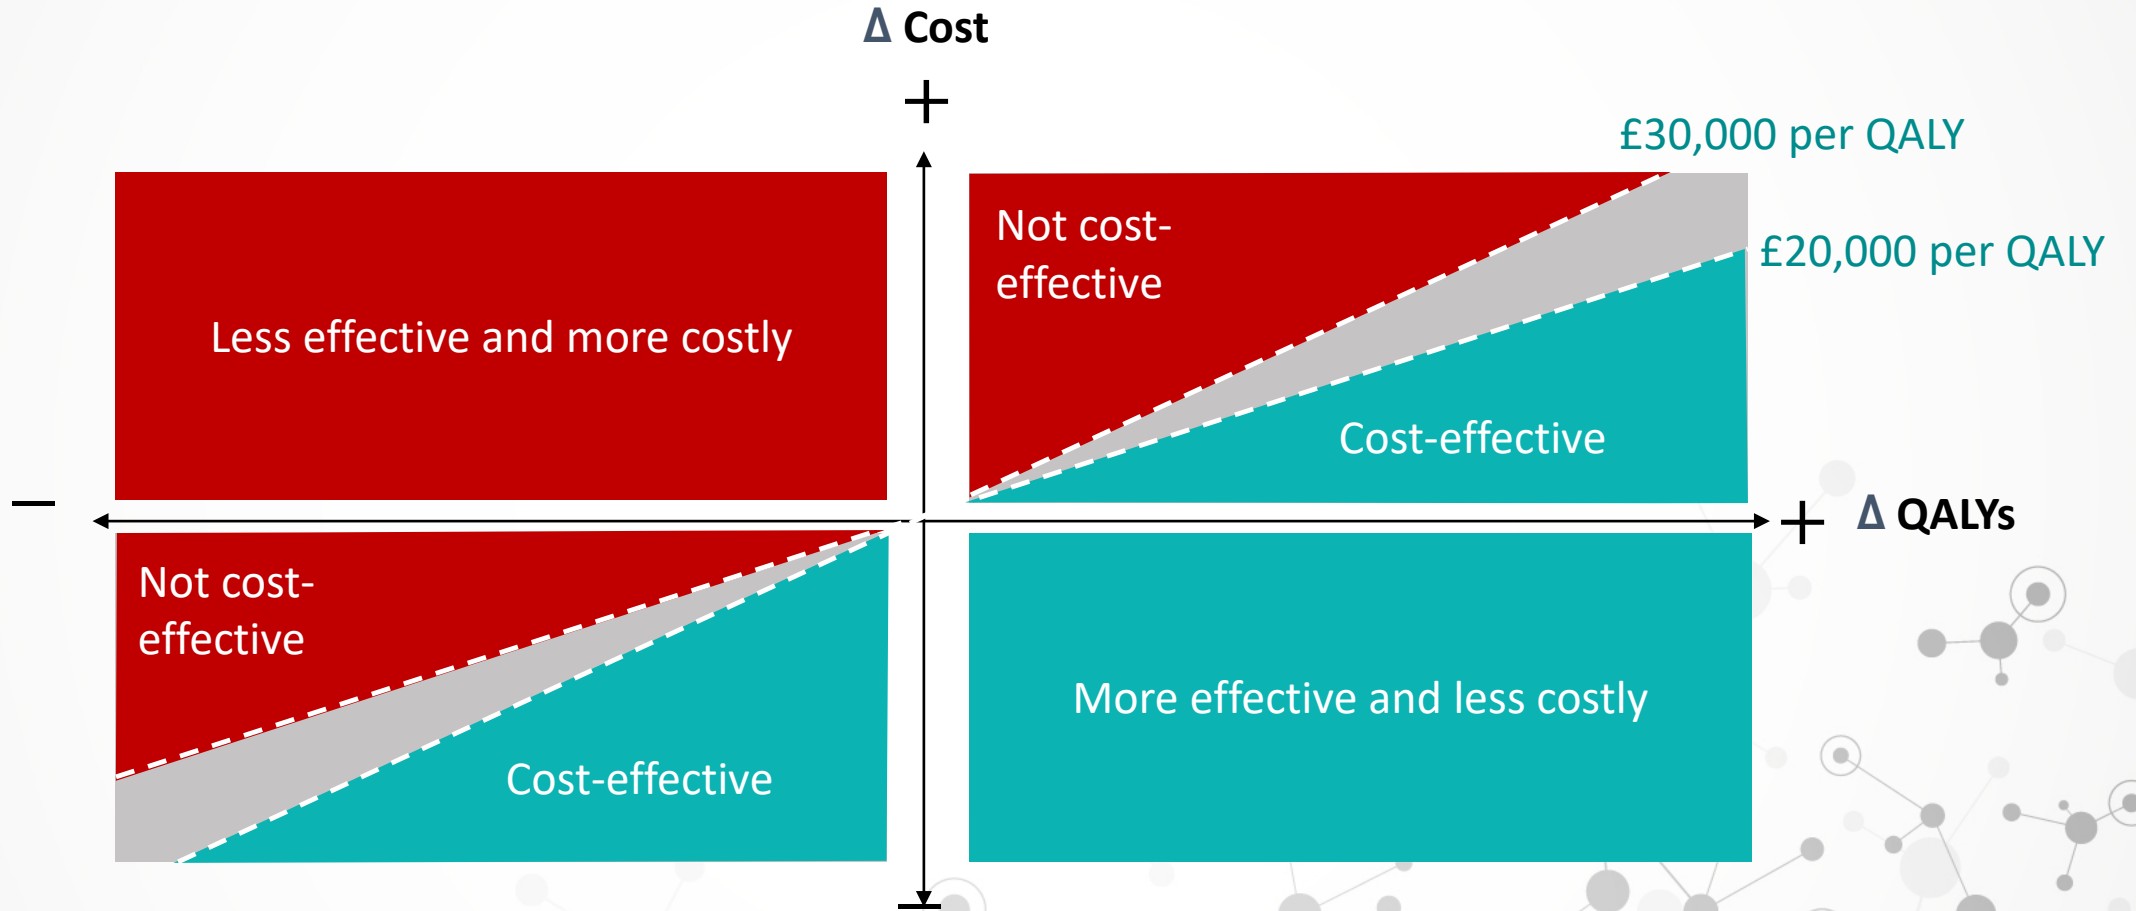 Δ Cost
+
£30,000 per QALY
Not cost-
effective
£20,000 per QALY
Less effective and more costly
Cost-effective
−
+ Δ QALYs
Not cost-
effective
More effective and less costly
Cost-effective
−